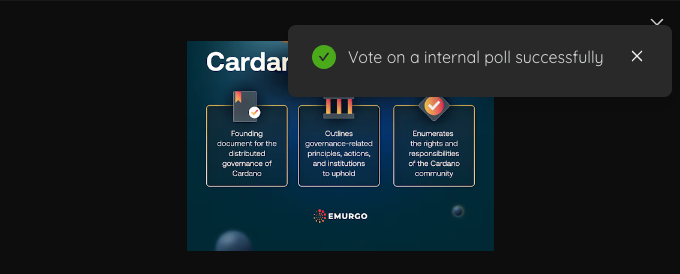 Cardan
Vote on a internal poll successfully
Founding
document for the
distributed
governance of
Cardano
Outlines
governance-related
principles, actions,
and institutions
to uphold
Enumerates
the rights and
responsibilities
of the Cardano
community
EMURGO